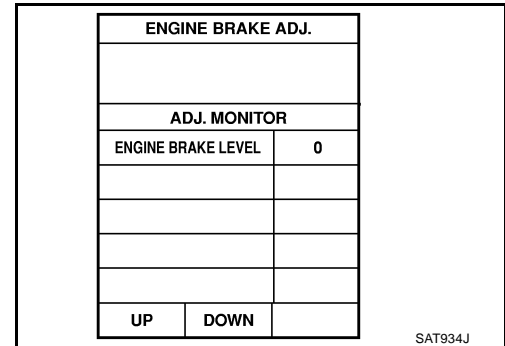 ENGINE BRAKE ADJ.
ADJ. MONITOR
ENGINE BRAKE LEVEL 0
UP DOWN
SAT934J